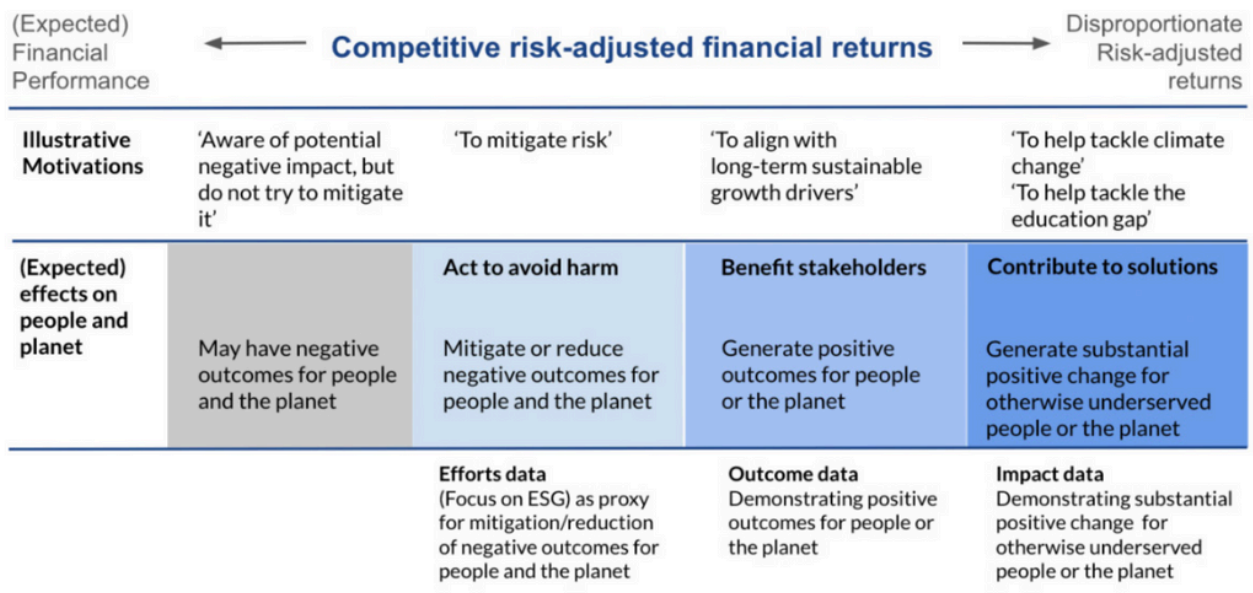 (Expected)
Financial
Performance
Competitive risk-adjusted financial returns
Disproportionate
Risk-adjusted
returns
Illustrative
Motivations
‘Aware of potential
negative impact, but
do not try to mitigate
it’
‘To mitigate risk’
‘To align with
long-term sustainable
growth drivers’
‘To help tackle climate
change’
‘To help tackle the
education gap’
(Expected)
effects on
people and
planet
May have negative
outcomes for people
and the planet
Act to avoid harm
Mitigate or reduce
negative outcomes for
people and the planet
Benefit stakeholders
Generate positive
outcomes for people
or the planet
Contribute to solutions
Generate substantial
positive change for
otherwise underserved
people or the planet
Efforts data
(Focus on ESG) as proxy
for mitigation/reduction
of negative outcomes for
people and the planet
Outcome data
Demonstrating positive
outcomes for people or
the planet
Impact data
Demonstrating substantial
positive change for
otherwise underserved
people or the planet